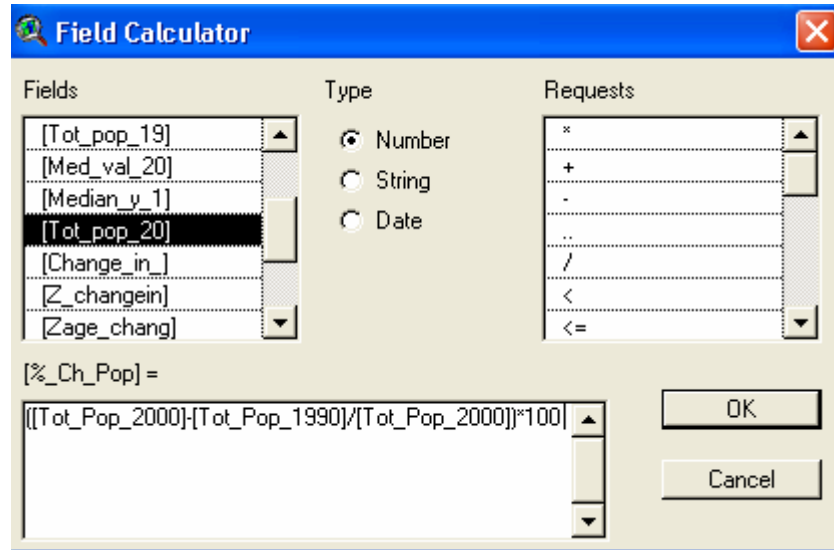 Field Calculator
Fields
Type
Requests
[Tot_pop_19]
[Med_val_20]
[Median_y_1]
[Tot_pop_20]
[Change_in_]
[Z_changein]
[Zage_chang]
Number
String
Date
*
+
-
..
/
<
<=
[%_Ch_Pop] =
([Tot_Pop_2000]-[Tot_Pop_1990]/[Tot_Pop_2000])*100
OK
Cancel